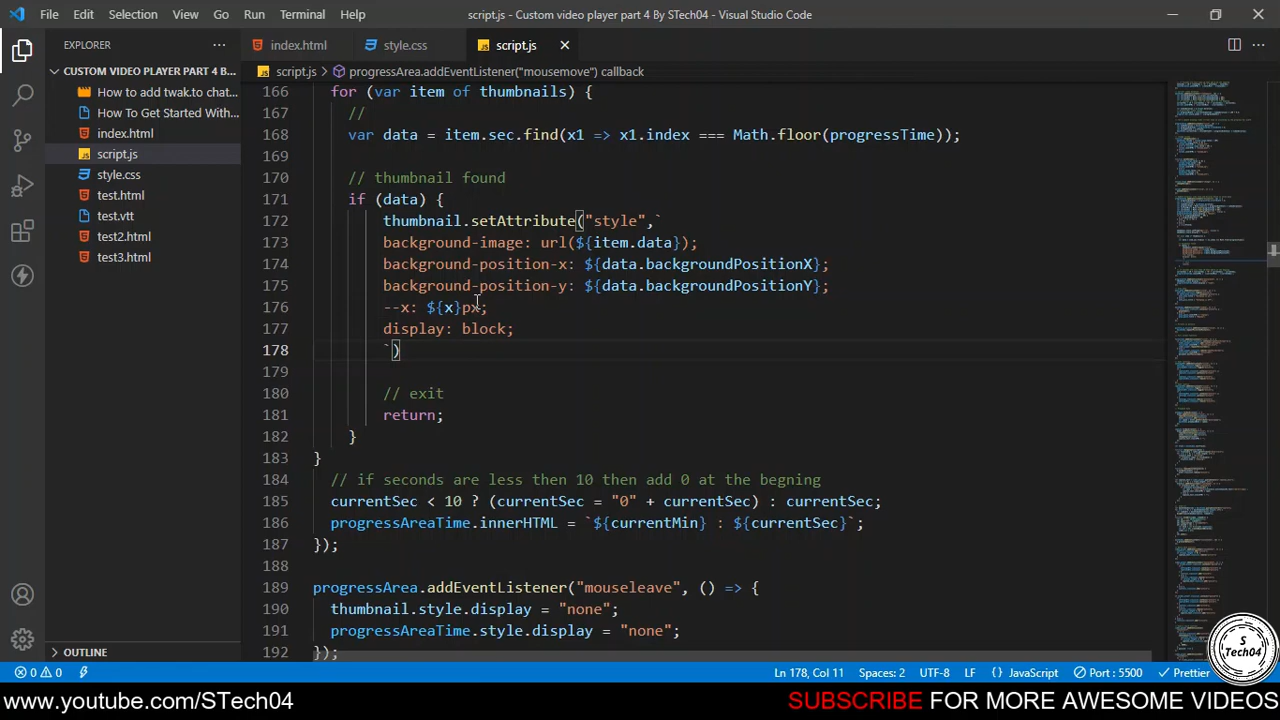 File Edit Selection View Go Run Terminal Help
script.js - Custom video player part 4 By STech04 - Visual Studio Code
EXPLORER
index.html style.css script.js
CUSTOM VIDEO PLAYER PART 4 B...
How to add twak.to chat...
How To Get Started With...
index.html
script.js
style.css
test.html
test.vtt
test2.html
test3.html
OUTLINE
script.js > progressArea.addEventListener("mousemove") callback
166 for (var item of thumbnails) {
167 //
168 var data = item.sec.find(x1 => x1.index === Math.floor(progressTime));
169
170 // thumbnail found
171 if (data) {
172 thumbnail.setAttribute("style",`
173 background-image: url(${item.data});
174 background-position-x: ${data.backgroundPositionX};
175 background-position-y: ${data.backgroundPositionY};
176 --x: ${x}px;
177 display: block;
178 `)
179
180 // exit
181 return;
182 }
183 }
184 // if seconds are less then 10 then add 0 at the begning
185 currentSec < 10 ? (currentSec = "0" + currentSec) : currentSec;
186 progressAreaTime.innerHTML = `${currentMin} : ${currentSec}`;
187 });
188
189 progressArea.addEventListener("mouseleave", () => {
190 thumbnail.style.display = "none";
191 progressAreaTime.style.display = "none";
192 });
S
Tech04
0 0 Ln 178, Col 11 Spaces: 2 UTF-8 LF JavaScript Port : 5500 Prettier
www.youtube.com/STech04
SUBSCRIBE FOR MORE AWESOME VIDEOS